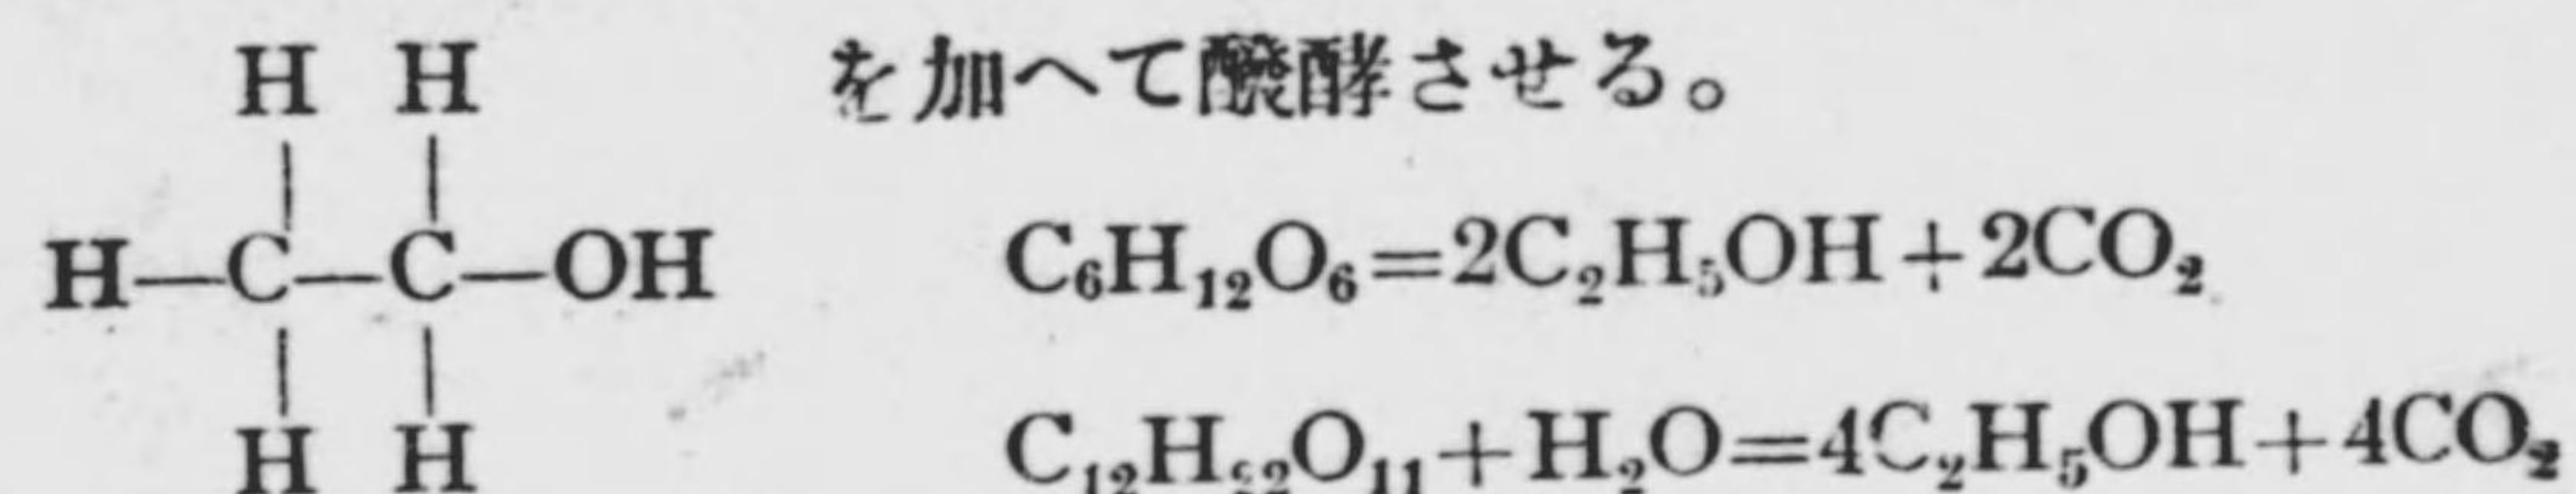 H H
H—C—C—OH
H H
を加へて醱酵させる。
C₆H₁₂O₆=2C₂H₅OH+2CO₂
C₁₂H₂₂O₁₁+H₂O=4C₂H₅OH+4CO₂